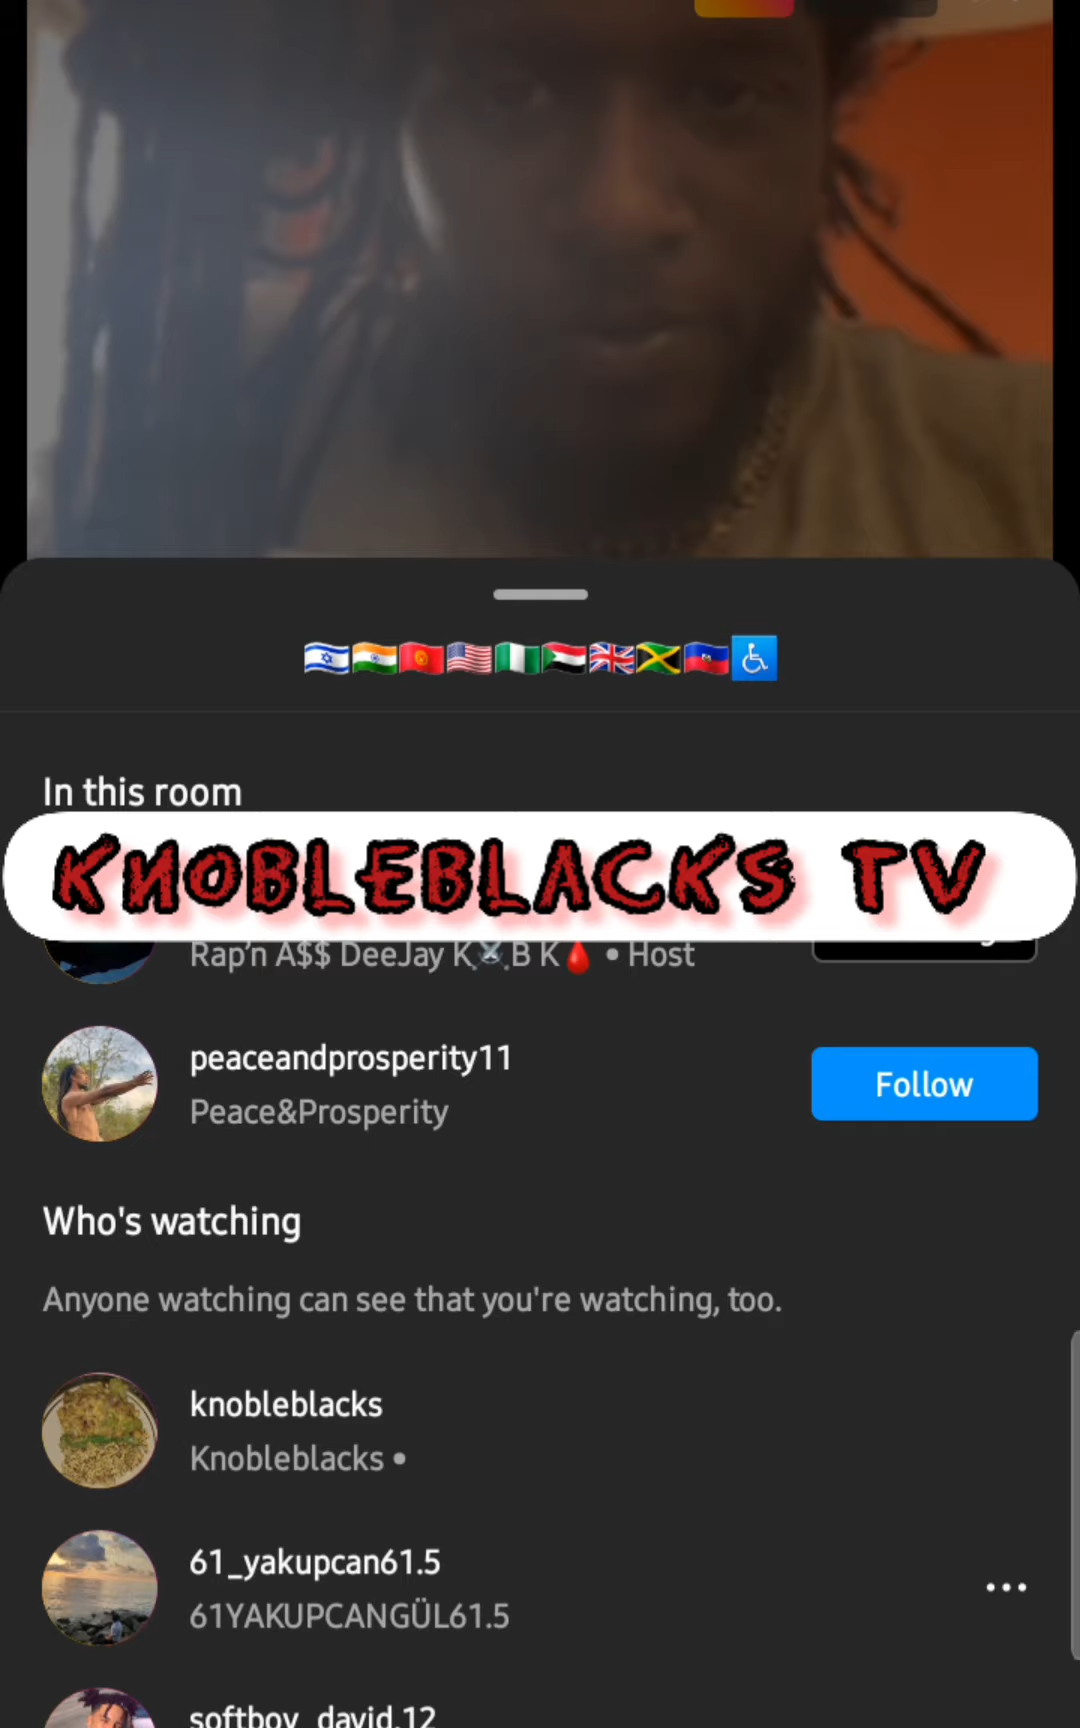 🇮🇱🇮🇳🇰🇬🇺🇸🇳🇬🇸🇩🇬🇧🇯🇲🇭🇹♿
In this room
KNOBLEBLACKS TV
Rap'n A$$ DeeJay K⚔B K🩸 • Host
peaceandprosperity11
Peace&Prosperity
Follow
Who's watching
Anyone watching can see that you're watching, too.
knobleblacks
Knobleblacks •
61_yakupcan61.5
61YAKUPCANGÜL61.5
softboy_david.12